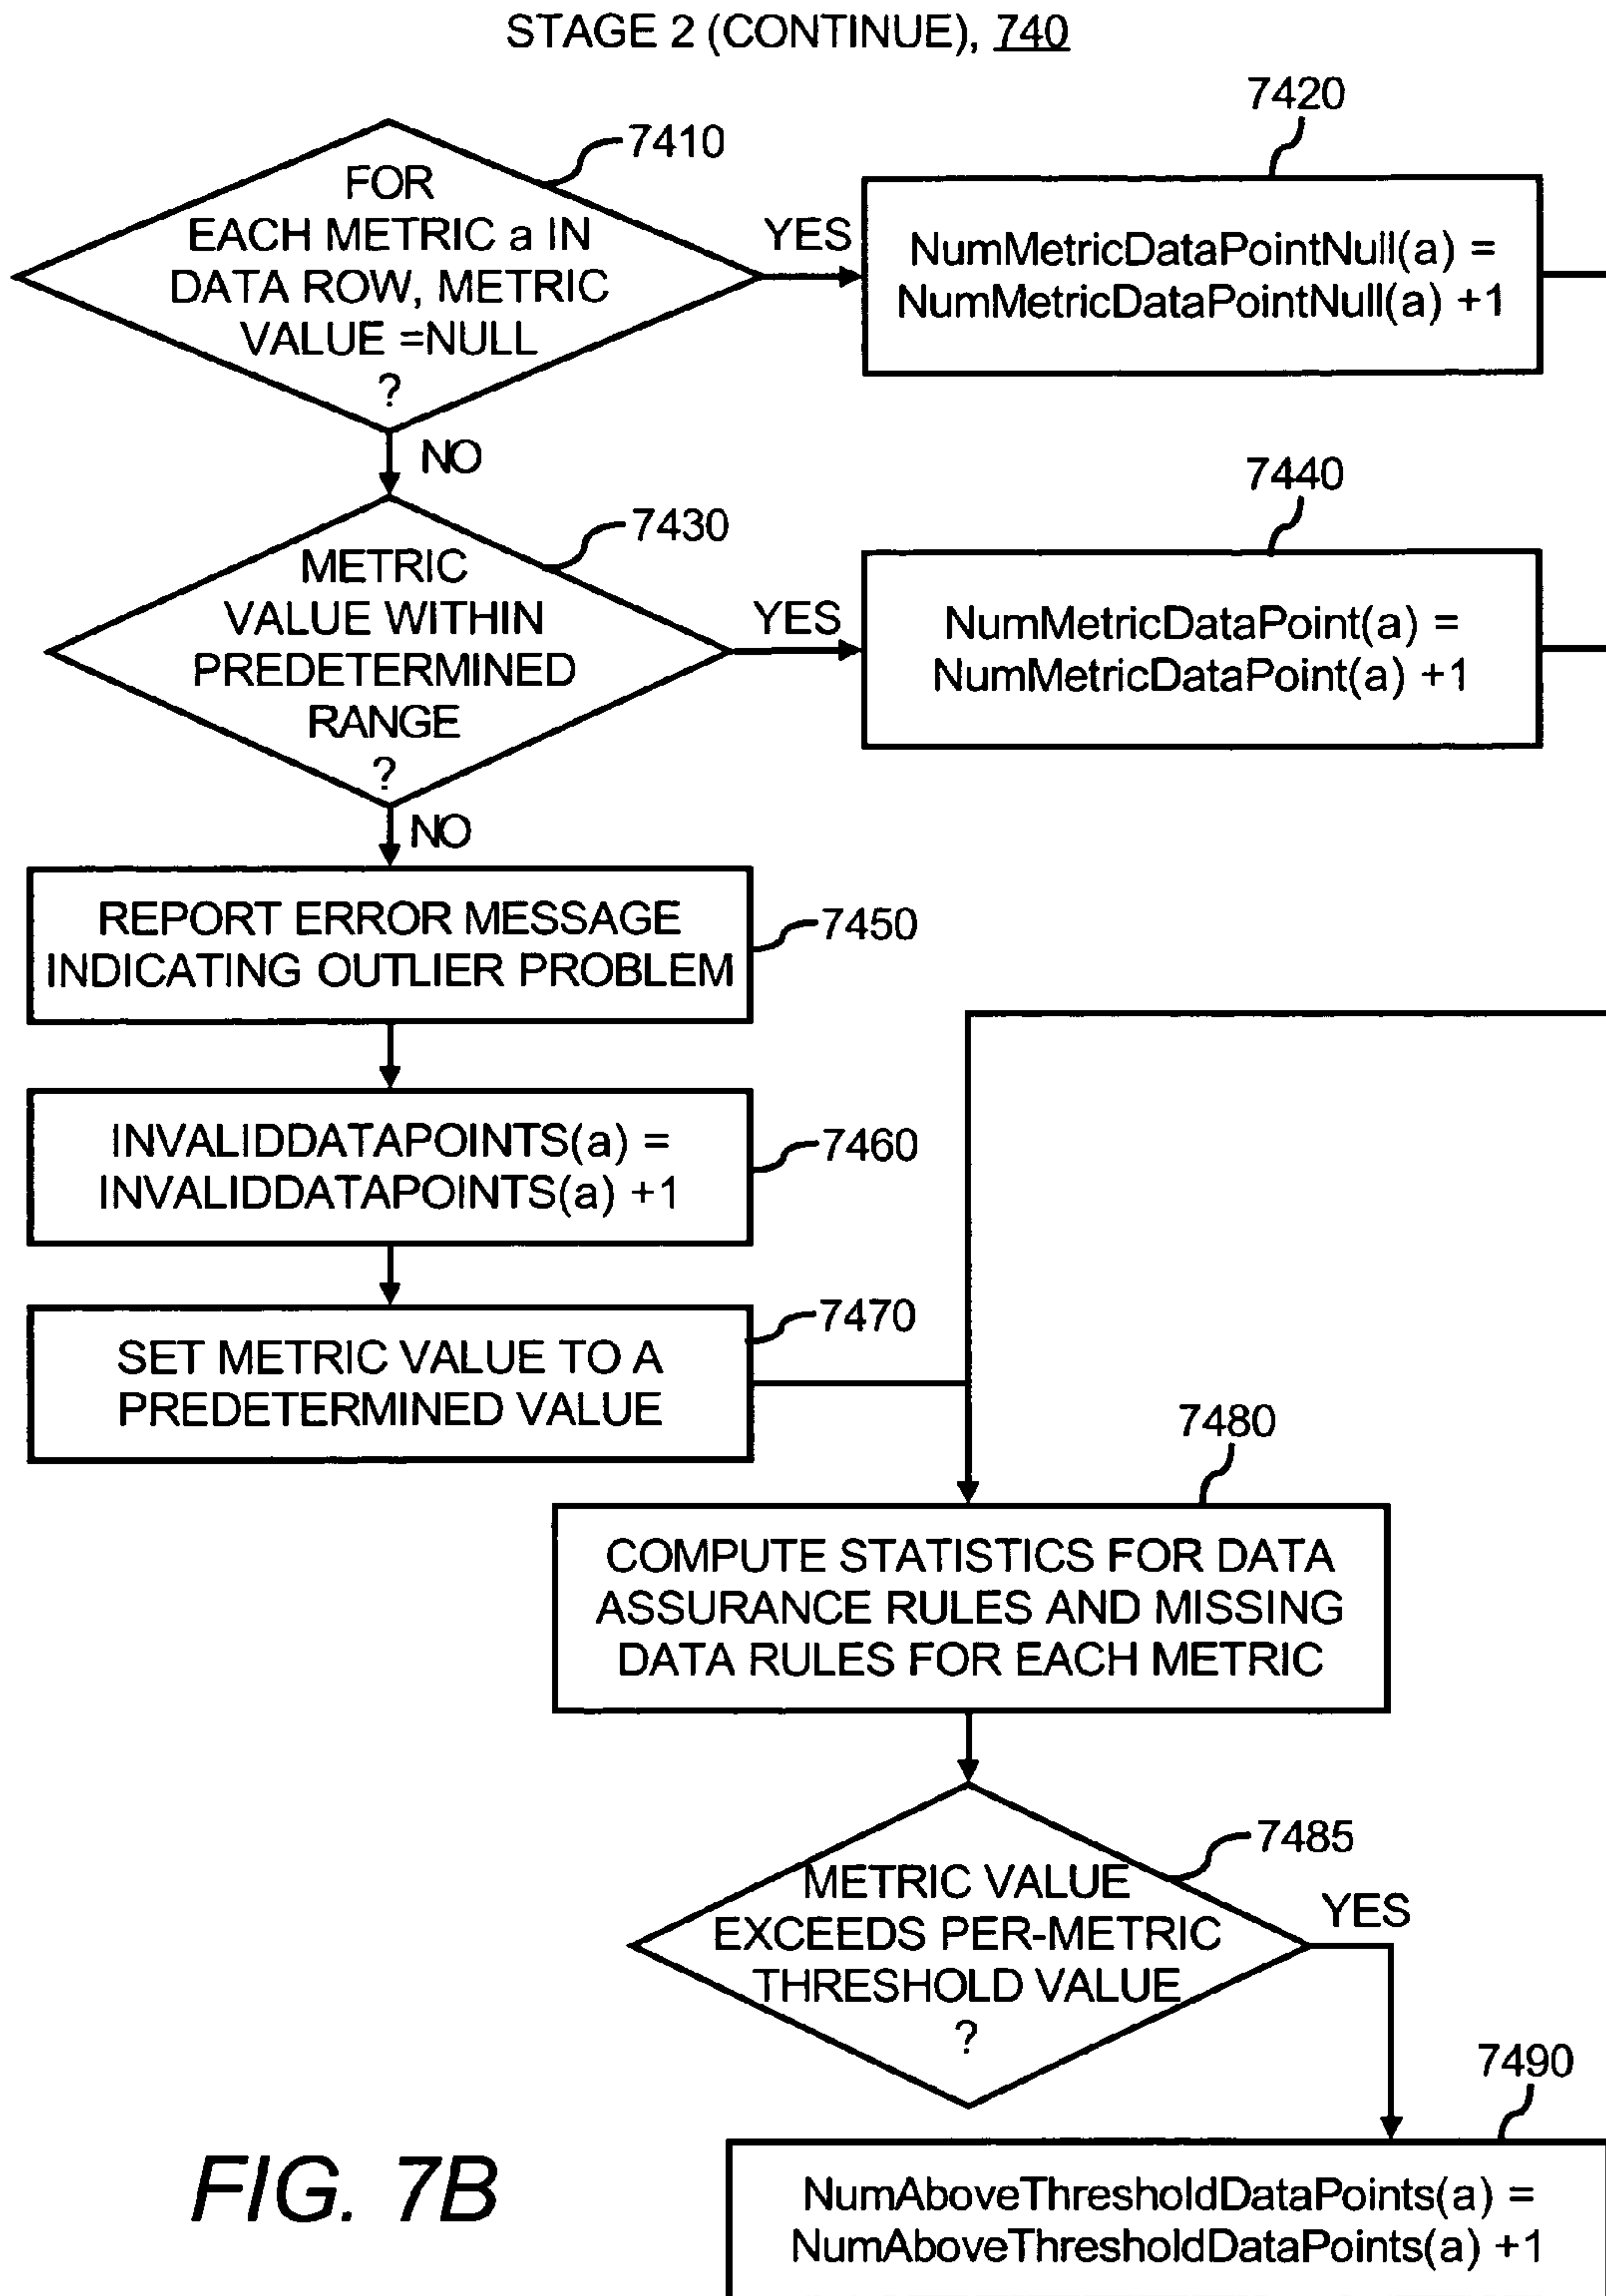 STAGE 2 (CONTINUE), 740
7410
FOR
EACH METRIC a IN
DATA ROW, METRIC
VALUE =NULL
?
YES
7420
NumMetricDataPointNull(a) =
NumMetricDataPointNull(a) +1
NO
7430
METRIC
VALUE WITHIN
PREDETERMINED
RANGE
?
YES
7440
NumMetricDataPoint(a) =
NumMetricDataPoint(a) +1
NO
REPORT ERROR MESSAGE
INDICATING OUTLIER PROBLEM
7450
INVALIDDATAPOINTS(a) =
INVALIDDATAPOINTS(a) +1
7460
SET METRIC VALUE TO A
PREDETERMINED VALUE
7470
7480
COMPUTE STATISTICS FOR DATA
ASSURANCE RULES AND MISSING
DATA RULES FOR EACH METRIC
7485
METRIC VALUE
EXCEEDS PER-METRIC
THRESHOLD VALUE
?
YES
7490
NumAboveThresholdDataPoints(a) =
NumAboveThresholdDataPoints(a) +1
FIG. 7B